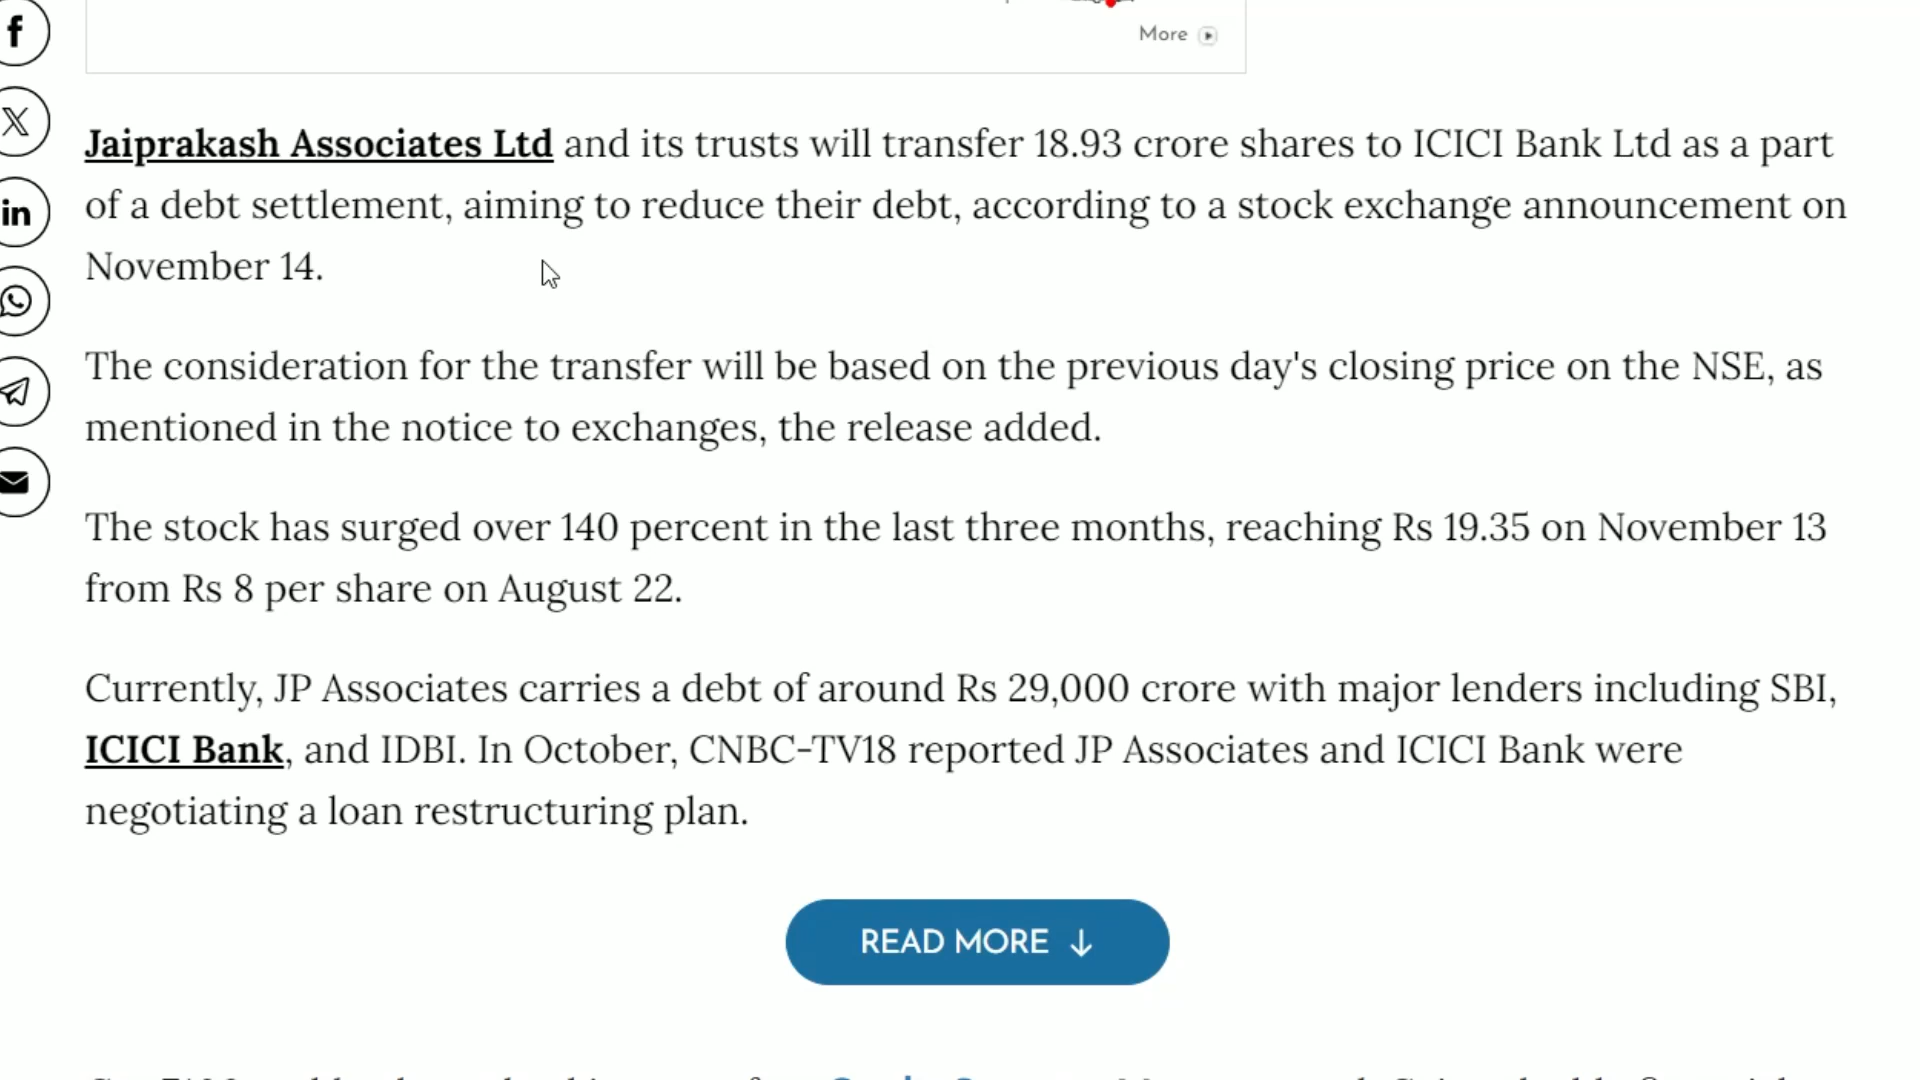 More
Jaiprakash Associates Ltd and its trusts will transfer 18.93 crore shares to ICICI Bank Ltd as a part
of a debt settlement, aiming to reduce their debt, according to a stock exchange announcement on
November 14.
The consideration for the transfer will be based on the previous day's closing price on the NSE, as
mentioned in the notice to exchanges, the release added.
The stock has surged over 140 percent in the last three months, reaching Rs 19.35 on November 13
from Rs 8 per share on August 22.
Currently, JP Associates carries a debt of around Rs 29,000 crore with major lenders including SBI,
ICICI Bank, and IDBI. In October, CNBC-TV18 reported JP Associates and ICICI Bank were
negotiating a loan restructuring plan.
READ MORE ↓